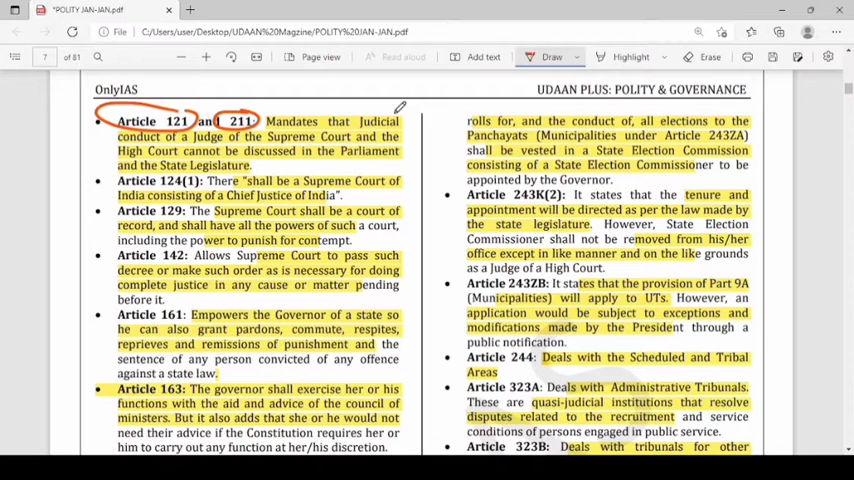 POLITY JAN-JAN.pdf
File
C:/Users/user/Desktop/UDAAN%20Magzine/POLITY%20JAN-JAN.pdf
7 of 81
Page view
Read aloud
Add text
Draw
Highlight
Erase
OnlyIAS
UDAAN PLUS: POLITY & GOVERNANCE
• Article 121 and 211: Mandates that Judicial
conduct of a Judge of the Supreme Court and the
High Court cannot be discussed in the Parliament
and the State Legislature.
• Article 124(1): There "shall be a Supreme Court of
India consisting of a Chief Justice of India".
• Article 129: The Supreme Court shall be a court of
record, and shall have all the powers of such a court,
including the power to punish for contempt.
• Article 142: Allows Supreme Court to pass such
decree or make such order as is necessary for doing
complete justice in any cause or matter pending
before it.
• Article 161: Empowers the Governor of a state so
he can also grant pardons, commute, respites,
reprieves and remissions of punishment and the
sentence of any person convicted of any offence
against a state law.
• Article 163: The governor shall exercise her or his
functions with the aid and advice of the council of
ministers. But it also adds that she or he would not
need their advice if the Constitution requires her or
him to carry out any function at her/his discretion.
rolls for, and the conduct of, all elections to the
Panchayats (Municipalities under Article 243ZA)
shall be vested in a State Election Commission
consisting of a State Election Commissioner to be
appointed by the Governor.
• Article 243K(2): It states that the tenure and
appointment will be directed as per the law made by
the state legislature. However, State Election
Commissioner shall not be removed from his/her
office except in like manner and on the like grounds
as a Judge of a High Court.
• Article 243ZB: It states that the provision of Part 9A
(Municipalities) will apply to UTs. However, an
application would be subject to exceptions and
modifications made by the President through a
public notification.
• Article 244: Deals with the Scheduled and Tribal
Areas
• Article 323A: Deals with Administrative Tribunals.
These are quasi-judicial institutions that resolve
disputes related to the recruitment and service
conditions of persons engaged in public service.
• Article 323B: Deals with tribunals for other